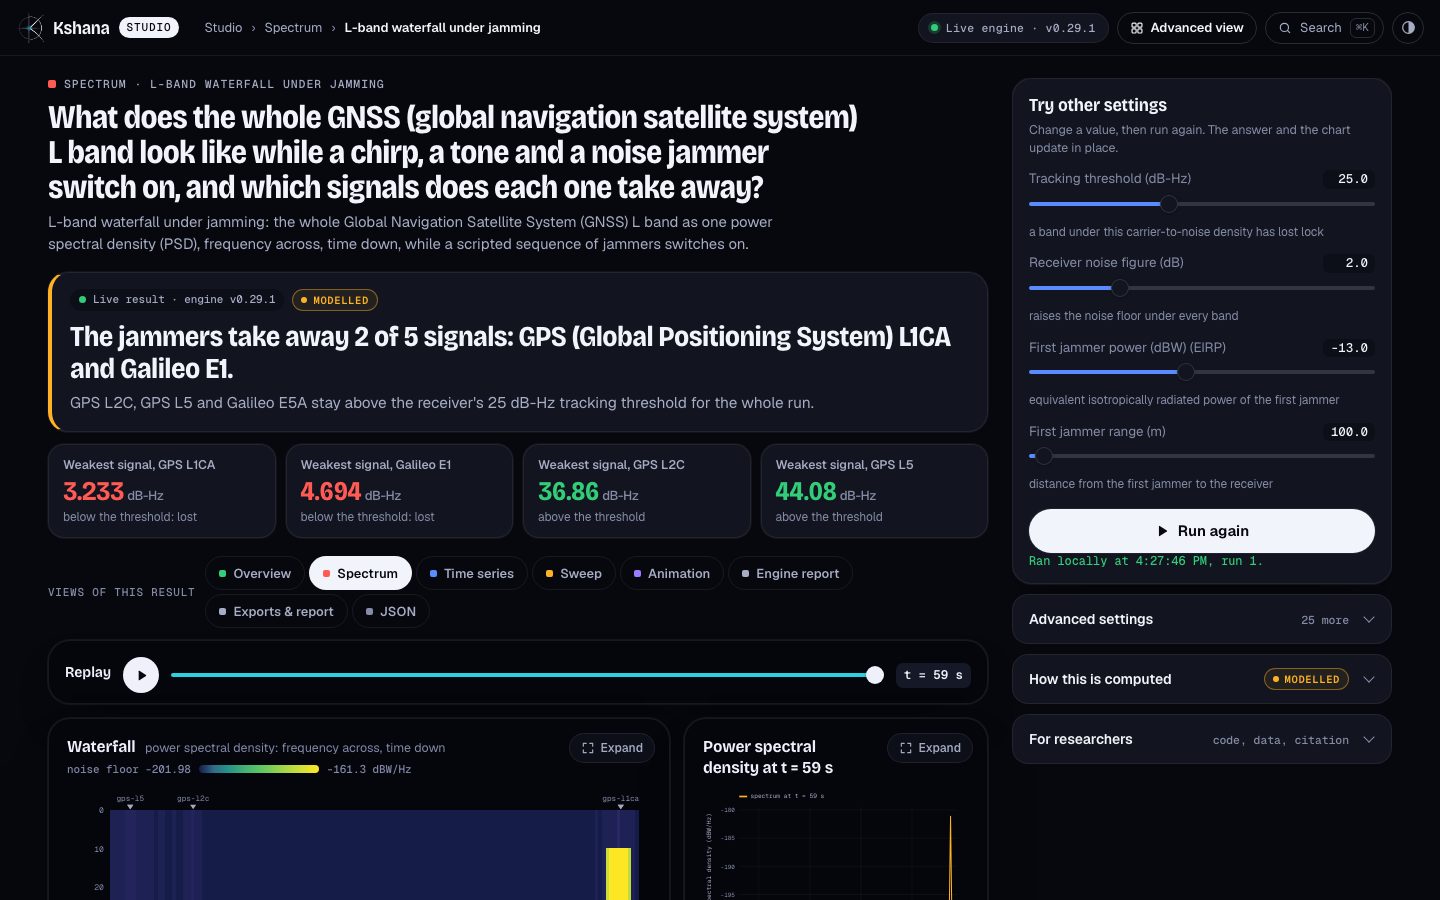 Kshana STUDIO
Studio › Spectrum › L-band waterfall under jamming
Live engine · v0.29.1
Advanced view
Search ⌘K
SPECTRUM · L-BAND WATERFALL UNDER JAMMING
What does the whole GNSS (global navigation satellite system)
L band look like while a chirp, a tone and a noise jammer
switch on, and which signals does each one take away?
L-band waterfall under jamming: the whole Global Navigation Satellite System (GNSS) L band as one power
spectral density (PSD), frequency across, time down, while a scripted sequence of jammers switches on.
Live result · engine v0.29.1
MODELLED
The jammers take away 2 of 5 signals: GPS (Global Positioning System) L1CA
and Galileo E1.
GPS L2C, GPS L5 and Galileo E5A stay above the receiver's 25 dB-Hz tracking threshold for the whole run.
Weakest signal, GPS L1CA
3.233 dB-Hz
below the threshold: lost
Weakest signal, Galileo E1
4.694 dB-Hz
below the threshold: lost
Weakest signal, GPS L2C
36.86 dB-Hz
above the threshold
Weakest signal, GPS L5
44.08 dB-Hz
above the threshold
VIEWS OF THIS RESULT
Overview
Spectrum
Time series
Sweep
Animation
Engine report
Exports & report
JSON
Replay
t = 59 s
Waterfall power spectral density: frequency across, time down
Expand
noise floor -201.98 -161.3 dBW/Hz
gps-l5 gps-l2c gps-l1ca
0
10
20
Power spectral
density at t = 59 s
Expand
spectrum at t = 59 s
-180
-185
-190
-195
spectral density (dBW/Hz)
Try other settings
Change a value, then run again. The answer and the chart
update in place.
Tracking threshold (dB-Hz) 25.0
a band under this carrier-to-noise density has lost lock
Receiver noise figure (dB) 2.0
raises the noise floor under every band
First jammer power (dBW) (EIRP) -13.0
equivalent isotropically radiated power of the first jammer
First jammer range (m) 100.0
distance from the first jammer to the receiver
Run again
Ran locally at 4:27:46 PM, run 1.
Advanced settings 25 more
How this is computed MODELLED
For researchers code, data, citation